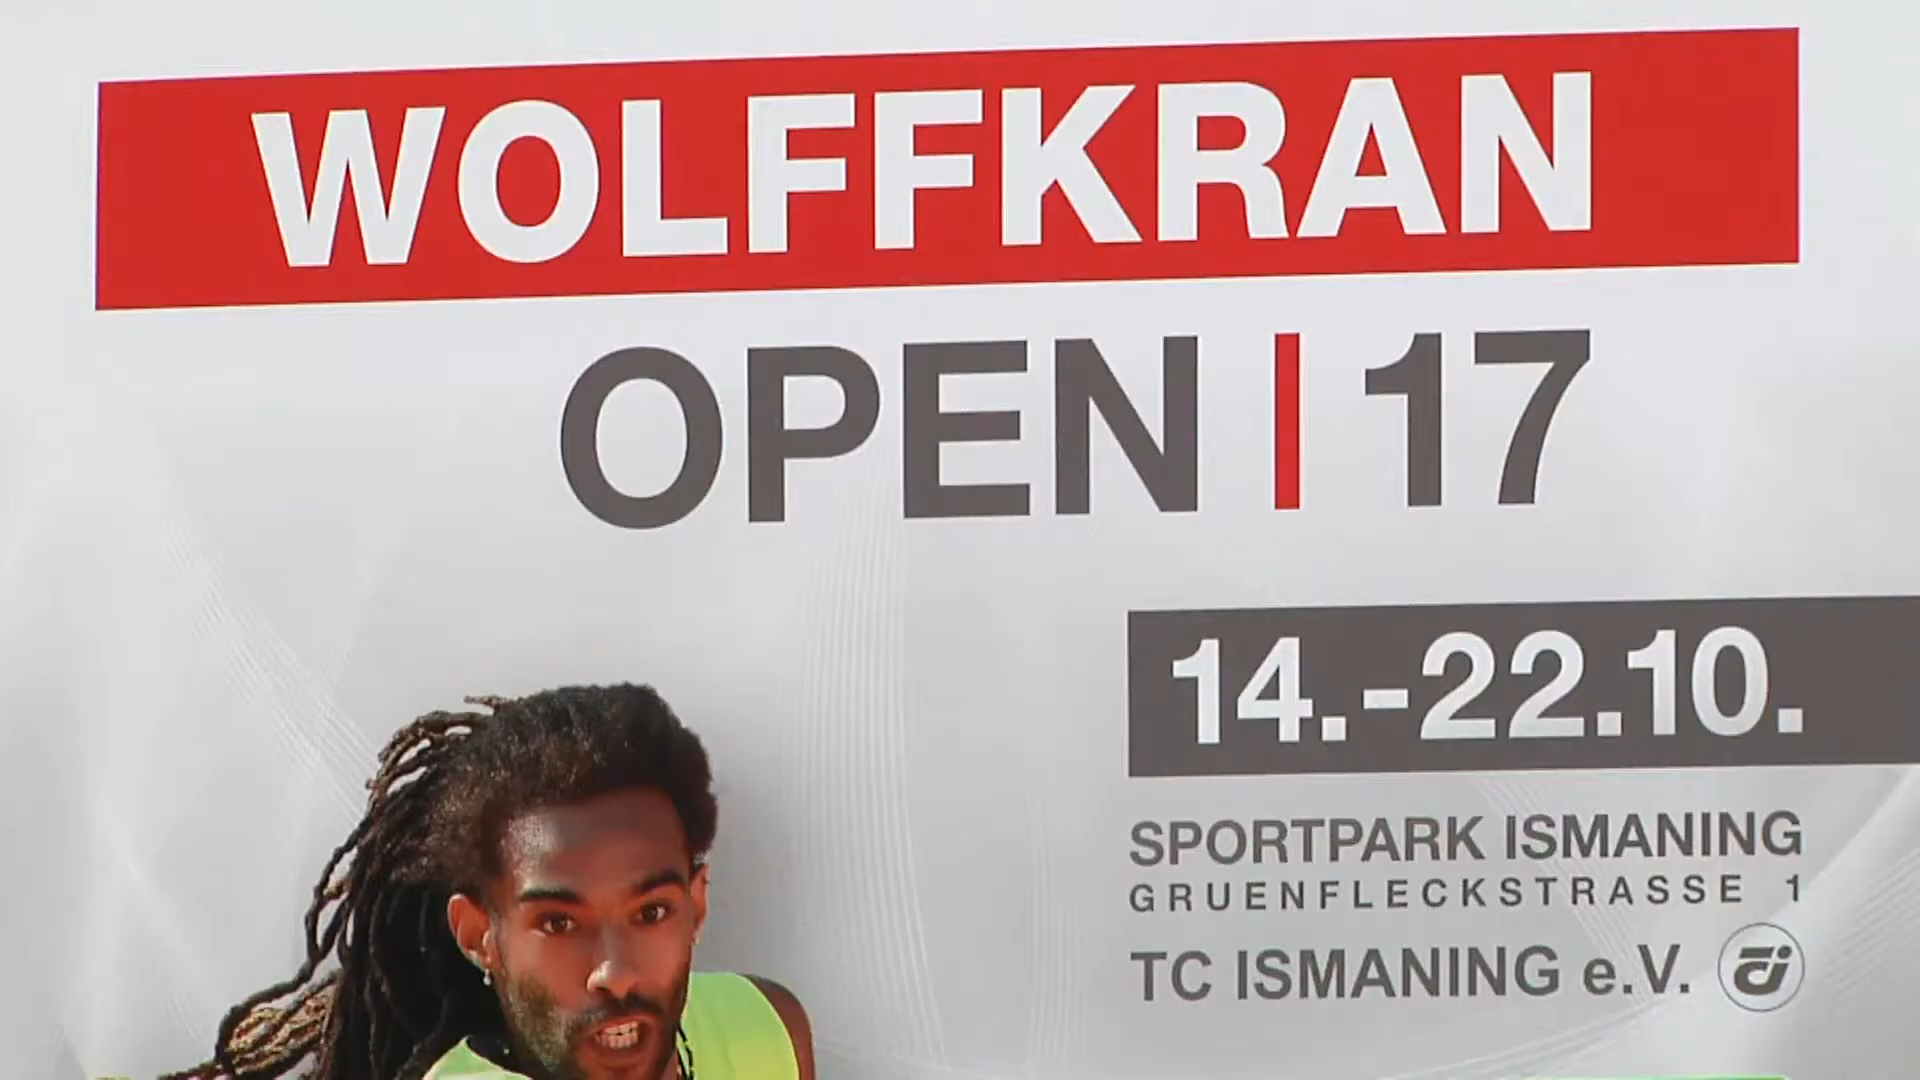 WOLFFKRAN
OPEN | 17
14.-22.10.
SPORTPARK ISMANING
GRUENFLECKSTRASSE 1
TC ISMANING e.V.